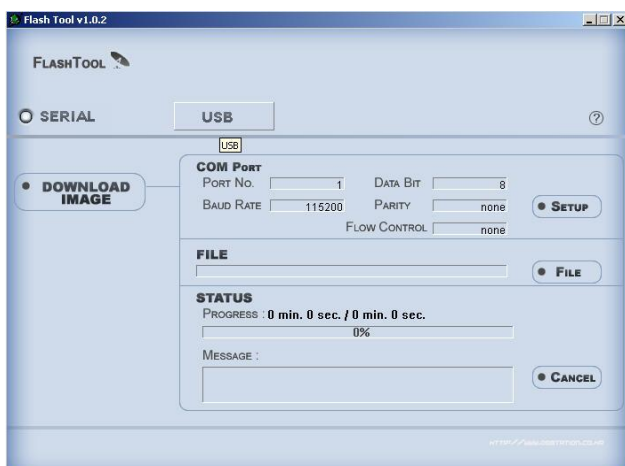 Flash Tool v1.0.2
FLASHTOOL
SERIAL USB ?
USB
DOWNLOAD IMAGE
COM PORT
PORT NO. 1 DATA BIT 8
BAUD RATE 115200 PARITY none
FLOW CONTROL none
SETUP
FILE
FILE
STATUS
PROGRESS : 0 min. 0 sec. / 0 min. 0 sec.
0%
MESSAGE :
CANCEL